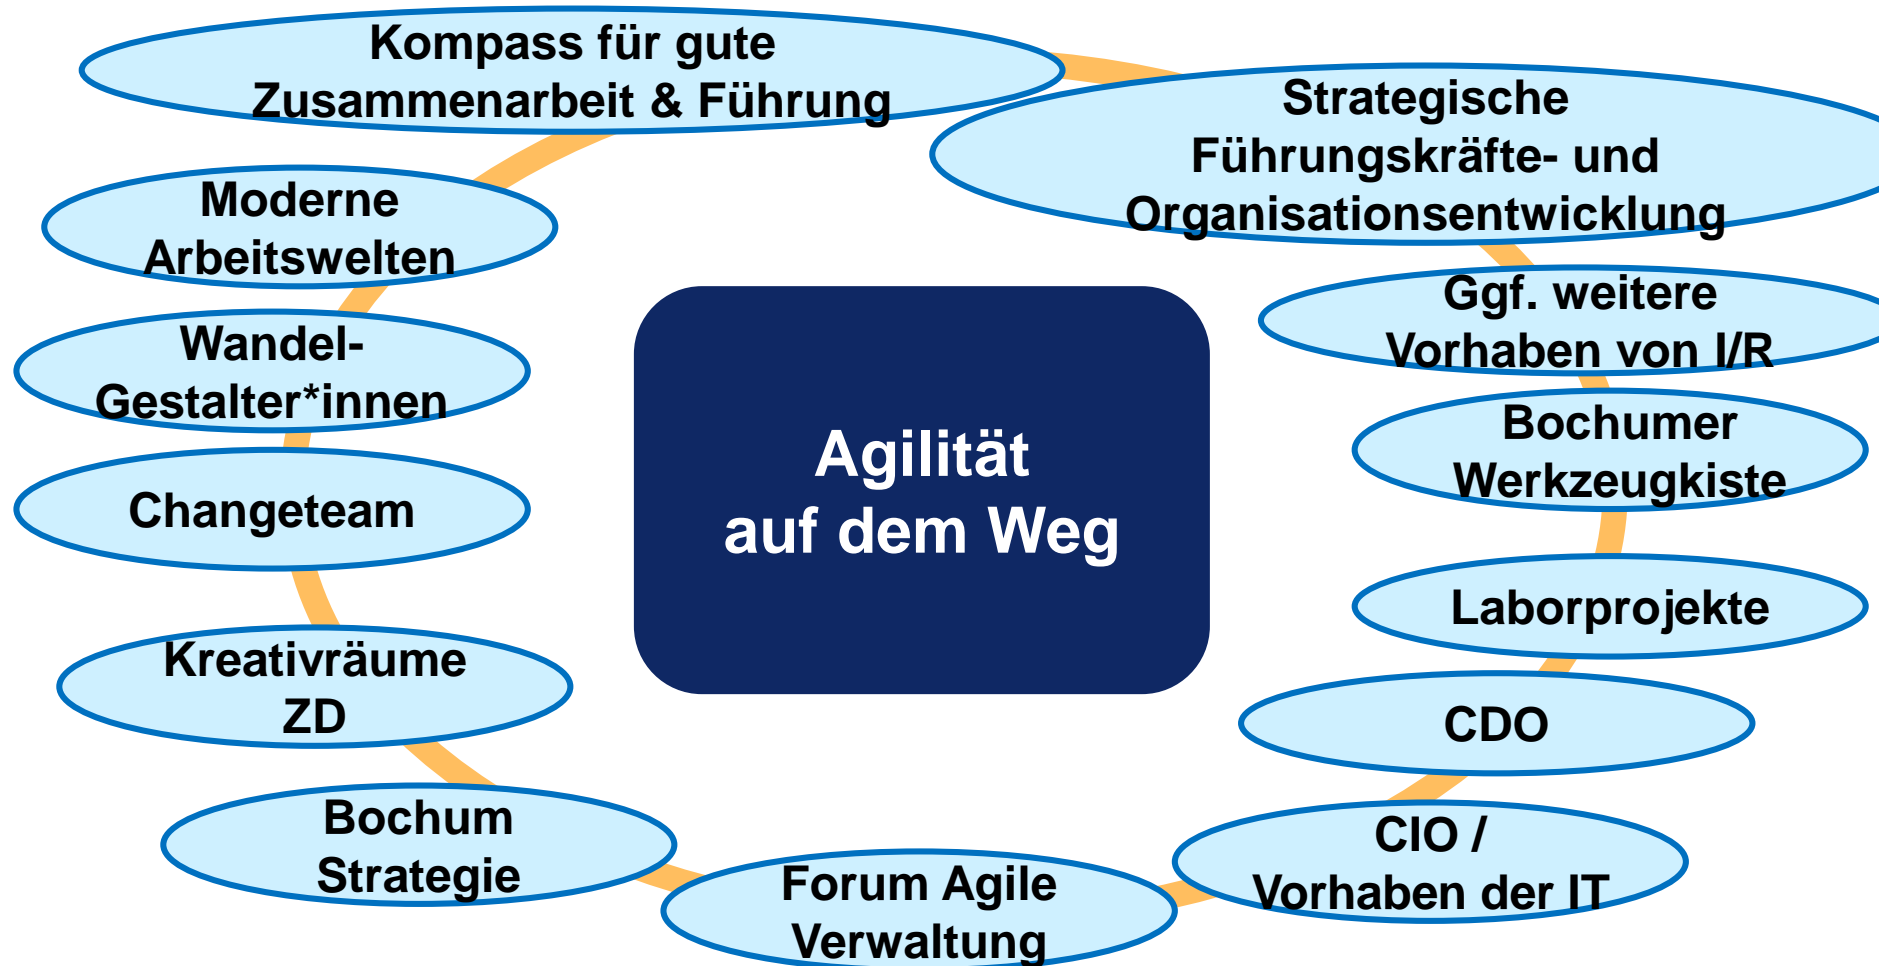 Kompass für gute
Zusammenarbeit & Führung
Strategische
Führungskräfte- und
Organisationsentwicklung
Moderne
Arbeitswelten
Ggf. weitere
Vorhaben von I/R
Wandel-
Gestalter*innen
Bochumer
Werkzeugkiste
Agilität
auf dem Weg
Changeteam
Laborprojekte
Kreativräume
ZD
CDO
Bochum
Strategie
CIO /
Vorhaben der IT
Forum Agile
Verwaltung